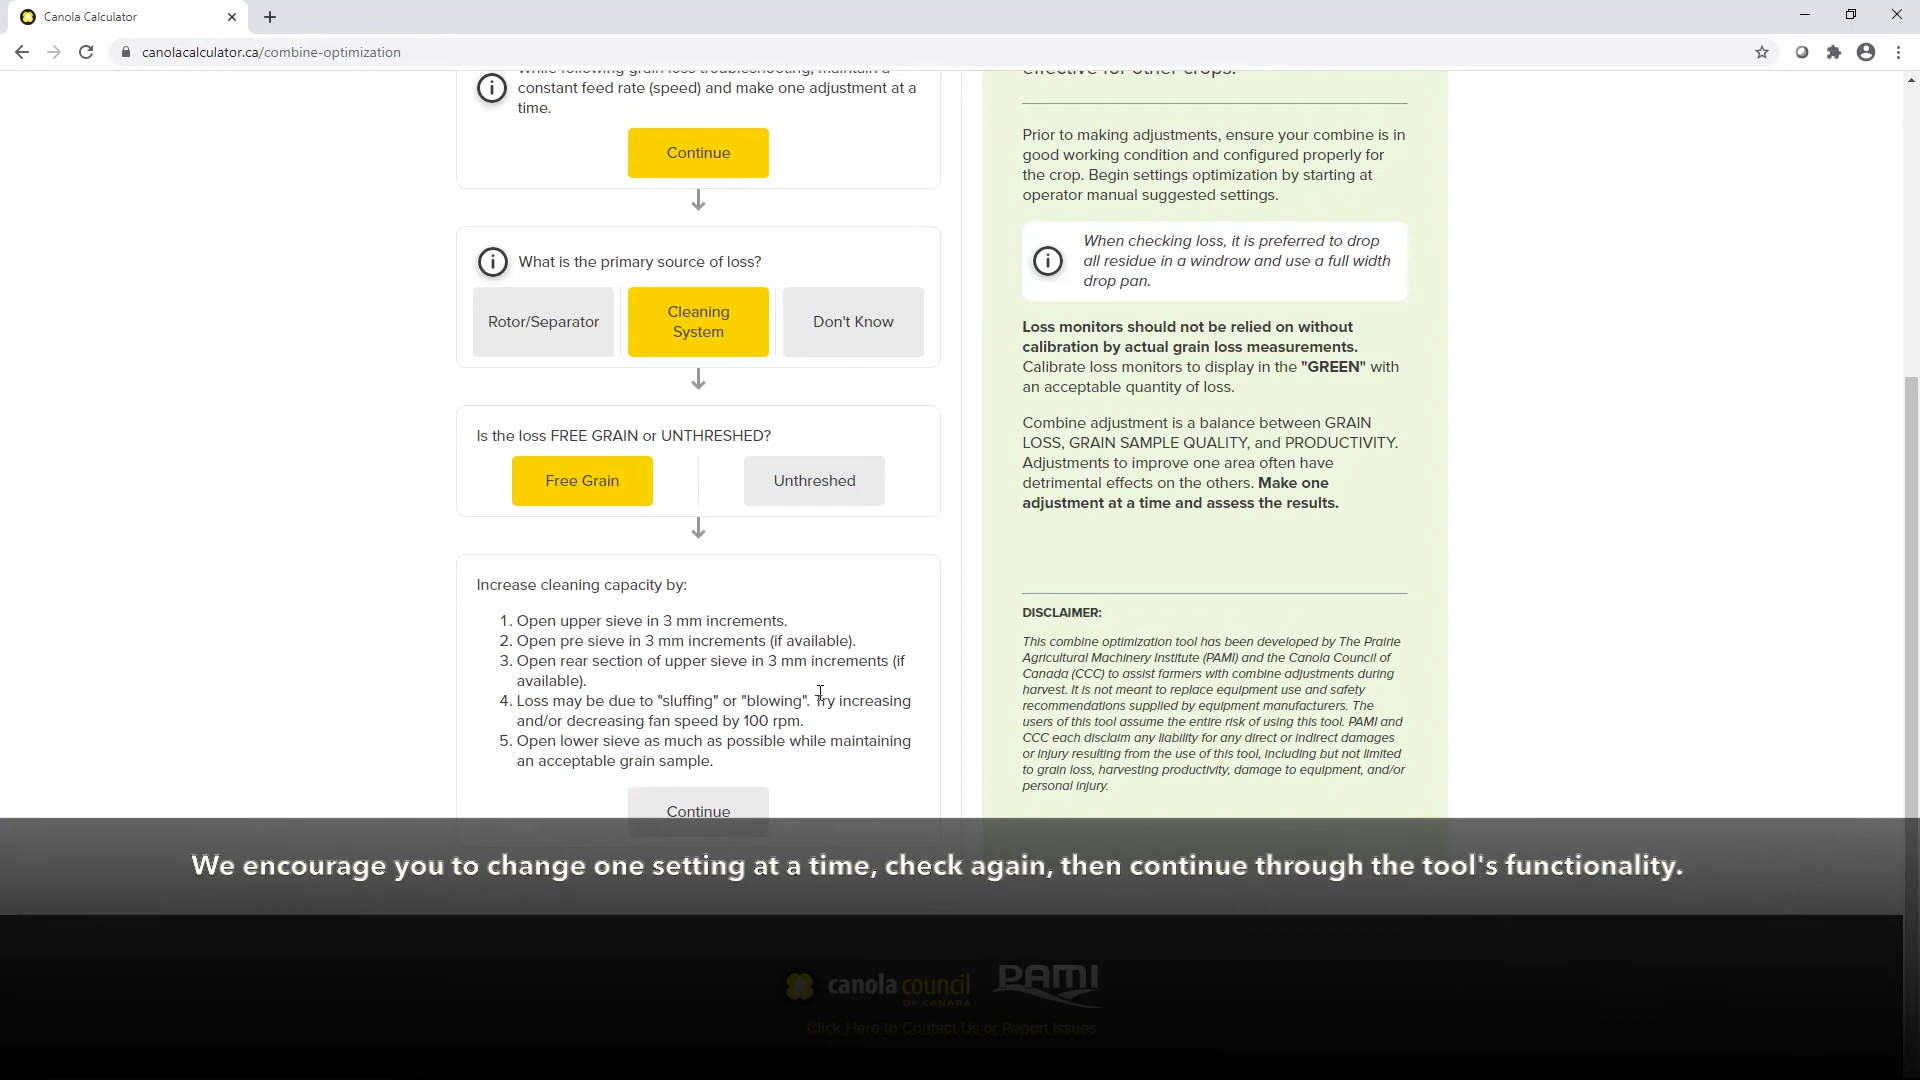 Canola Calculator
canolacalculator.ca/combine-optimization
While following grain loss troubleshooting, maintain a
constant feed rate (speed) and make one adjustment at a
time.
Continue
What is the primary source of loss?
Rotor/Separator
Cleaning
System
Don't Know
Is the loss FREE GRAIN or UNTHRESHED?
Free Grain
Unthreshed
Increase cleaning capacity by:
1. Open upper sieve in 3 mm increments.
2. Open pre sieve in 3 mm increments (if available).
3. Open rear section of upper sieve in 3 mm increments (if
available).
4. Loss may be due to "sluffing" or "blowing". Try increasing
and/or decreasing fan speed by 100 rpm.
5. Open lower sieve as much as possible while maintaining
an acceptable grain sample.
Continue
effective for other crops.
Prior to making adjustments, ensure your combine is in
good working condition and configured properly for
the crop. Begin settings optimization by starting at
operator manual suggested settings.
When checking loss, it is preferred to drop
all residue in a windrow and use a full width
drop pan.
Loss monitors should not be relied on without
calibration by actual grain loss measurements.
Calibrate loss monitors to display in the "GREEN" with
an acceptable quantity of loss.
Combine adjustment is a balance between GRAIN
LOSS, GRAIN SAMPLE QUALITY, and PRODUCTIVITY.
Adjustments to improve one area often have
detrimental effects on the others. Make one
adjustment at a time and assess the results.
DISCLAIMER:
This combine optimization tool has been developed by The Prairie
Agricultural Machinery Institute (PAMI) and the Canola Council of
Canada (CCC) to assist farmers with combine adjustments during
harvest. It is not meant to replace equipment use and safety
recommendations supplied by equipment manufacturers. The
users of this tool assume the entire risk of using this tool. PAMI and
CCC each disclaim any liability for any direct or indirect damages
or injury resulting from the use of this tool, including but not limited
to grain loss, harvesting productivity, damage to equipment, and/or
personal injury.
We encourage you to change one setting at a time, check again, then continue through the tool's functionality.
canola council
OF CANADA
PAMI
Click Here to Contact Us or Report Issues